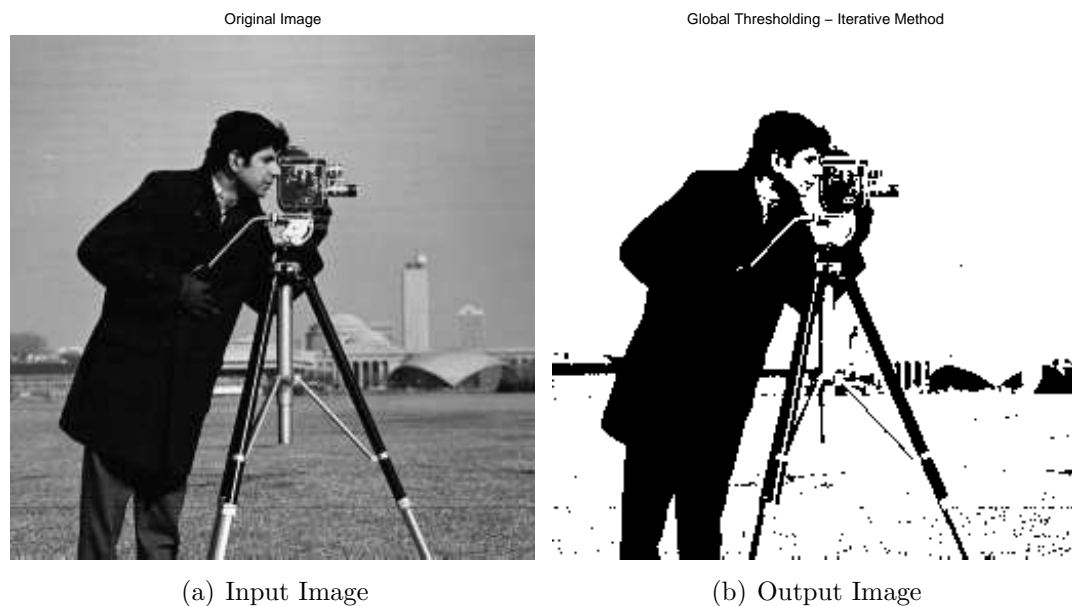 Original Image
Global Thresholding − Iterative Method
(a) Input Image
(b) Output Image